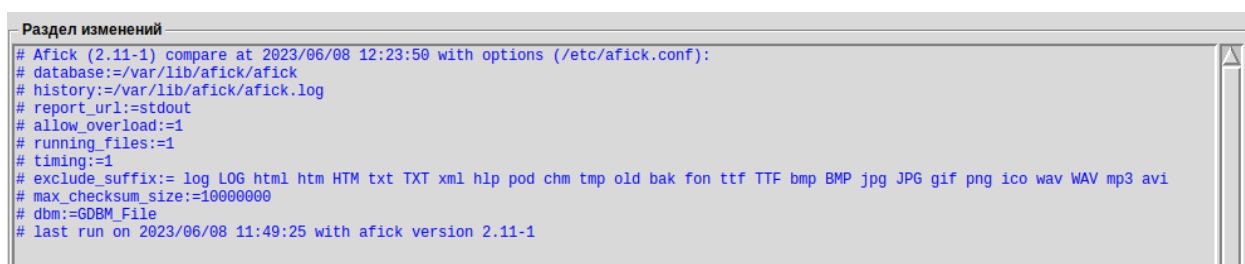 Раздел изменений
# Afick (2.11-1) compare at 2023/06/08 12:23:50 with options (/etc/afick.conf):
# database:=/var/lib/afick/afick
# history:=/var/lib/afick/afick.log
# report_url:=stdout
# allow_overload:=1
# running_files:=1
# timing:=1
# exclude_suffix:= log LOG html htm HTM txt TXT xml hlp pod chm tmp old bak fon ttf TTF bmp BMP jpg JPG gif png ico wav WAV mp3 avi
# max_checksum_size:=10000000
# dbm:=GDBM_File
# last run on 2023/06/08 11:49:25 with afick version 2.11-1